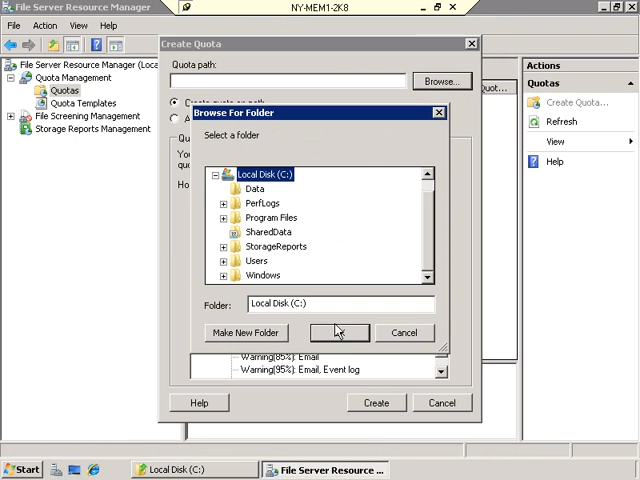 NY-MEM1-2K8
File Server Resource Manager
File Action View Help
File Server Resource Manager (Loca
Quota Management
Quotas
Quota Templates
File Screening Management
Storage Reports Management
Create Quota
Quota path:
Browse...
Browse For Folder
Select a folder
Local Disk (C:)
Data
PerfLogs
Program Files
SharedData
StorageReports
Users
Windows
Folder: Local Disk (C:)
Make New Folder
Cancel
Warning(85%): Email
Warning(95%): Email, Event log
Help
Create
Cancel
Actions
Quotas
Create Quota...
Refresh
View
Help
Start
Local Disk (C:)
File Server Resource ...